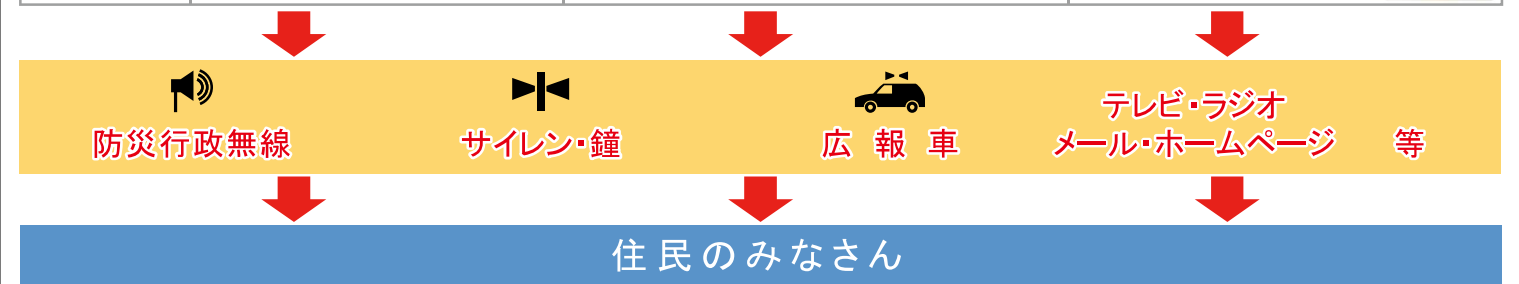 防災行政無線
サイレン・鐘
広報車
テレビ・ラジオ
メール・ホームページ 等
住民のみなさん